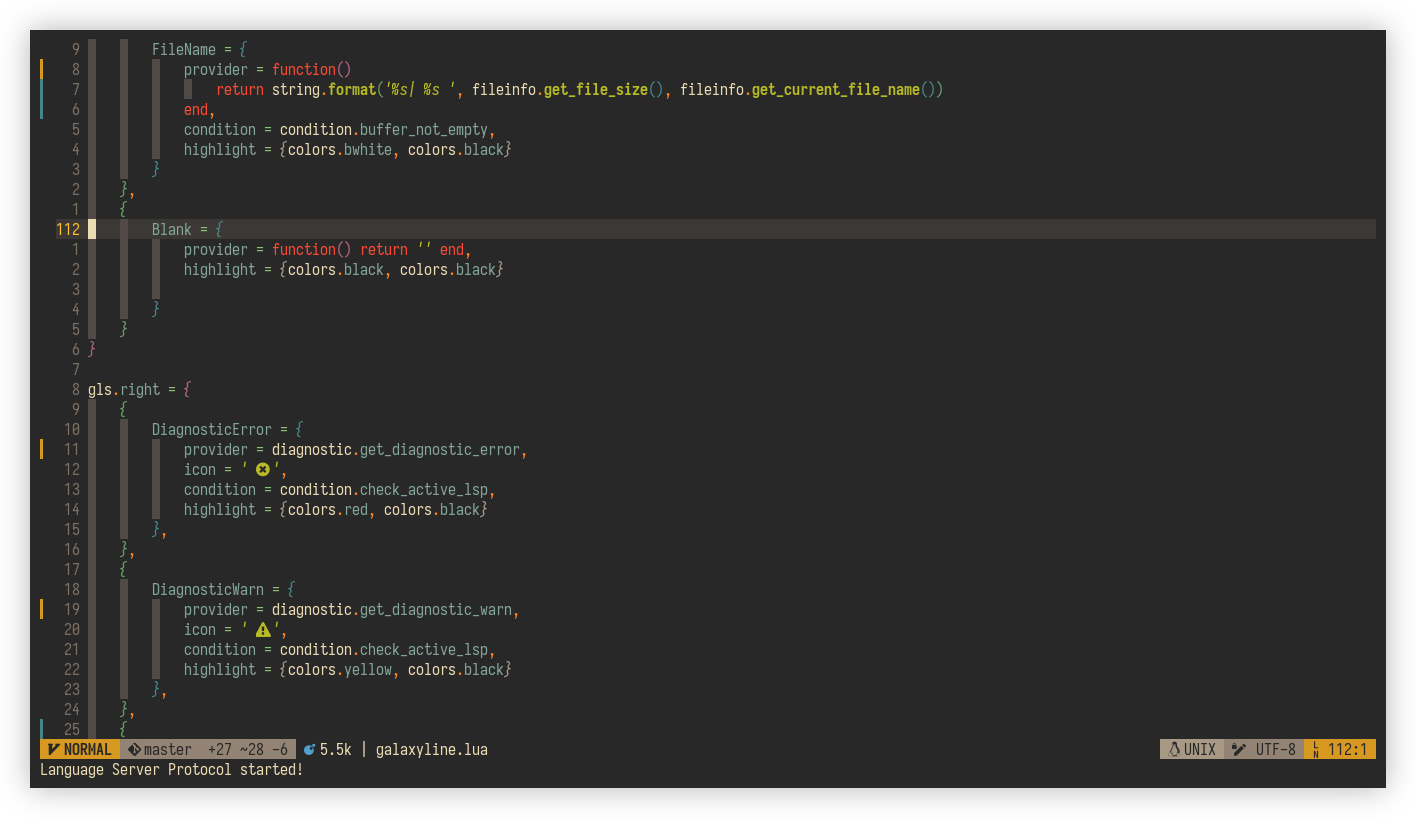 9 FileName = {
8 provider = function()
7 return string.format('%s| %s ', fileinfo.get_file_size(), fileinfo.get_current_file_name())
6 end,
5 condition = condition.buffer_not_empty,
4 highlight = {colors.bwhite, colors.black}
3 }
2 },
1 {
112 Blank = {
1 provider = function() return '' end,
2 highlight = {colors.black, colors.black}
3
4 }
5 }
6 }
7
8 gls.right = {
9 {
10 DiagnosticError = {
11 provider = diagnostic.get_diagnostic_error,
12 icon = ' ',
13 condition = condition.check_active_lsp,
14 highlight = {colors.red, colors.black}
15 },
16 },
17 {
18 DiagnosticWarn = {
19 provider = diagnostic.get_diagnostic_warn,
20 icon = ' ',
21 condition = condition.check_active_lsp,
22 highlight = {colors.yellow, colors.black}
23 },
24 },
25 {
NORMAL master +27 ~28 -6 5.5k | galaxyline.lua UNIX UTF-8 LN 112:1
Language Server Protocol started!